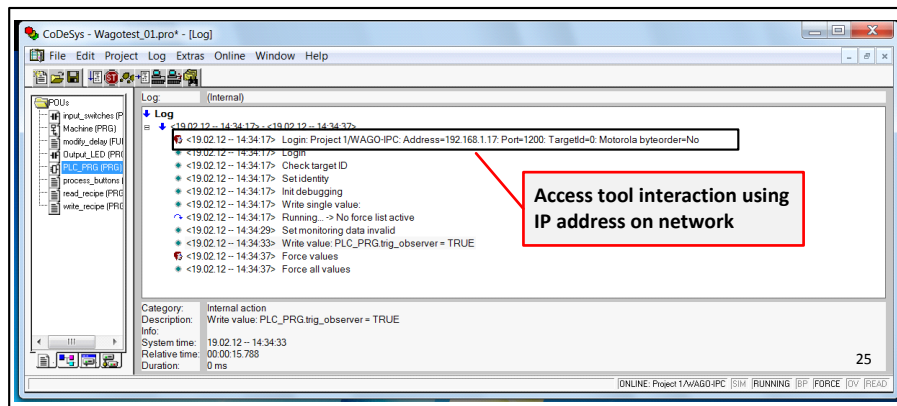 CoDeSys - Wagotest_01.pro* - [Log]
File Edit Project Log Extras Online Window Help
POUs
input_switches (P
Machine (PRG)
modify_delay (FUI
Output_LED (PR
PLC_PRG (PRG)
process_buttons (
read_recipe (PRG
write_recipe (PRG
Log: (Internal)
Log
<19.02.12 -- 14:34:17> - <19.02.12 -- 14:34:37>
<19.02.12 -- 14:34:17> Login: Project 1/WAGO-IPC: Address=192.168.1.17: Port=1200: TargetId=0: Motorola byteorder=No
<19.02.12 -- 14:34:17> Login
<19.02.12 -- 14:34:17> Check target ID
<19.02.12 -- 14:34:17> Set identity
<19.02.12 -- 14:34:17> Init debugging
<19.02.12 -- 14:34:17> Write single value:
<19.02.12 -- 14:34:17> Running... -> No force list active
<19.02.12 -- 14:34:29> Set monitoring data invalid
<19.02.12 -- 14:34:33> Write value: PLC_PRG.trig_observer = TRUE
<19.02.12 -- 14:34:37> Force values
<19.02.12 -- 14:34:37> Force all values
Access tool interaction using
IP address on network
Category: Internal action
Description: Write value: PLC_PRG.trig_observer = TRUE
Info:
System time: 19.02.12 -- 14:34:33
Relative time: 00:00:15.788
Duration: 0 ms
25
ONLINE: Project 1/WAGO-IPC SIM RUNNING BP FORCE OV READ